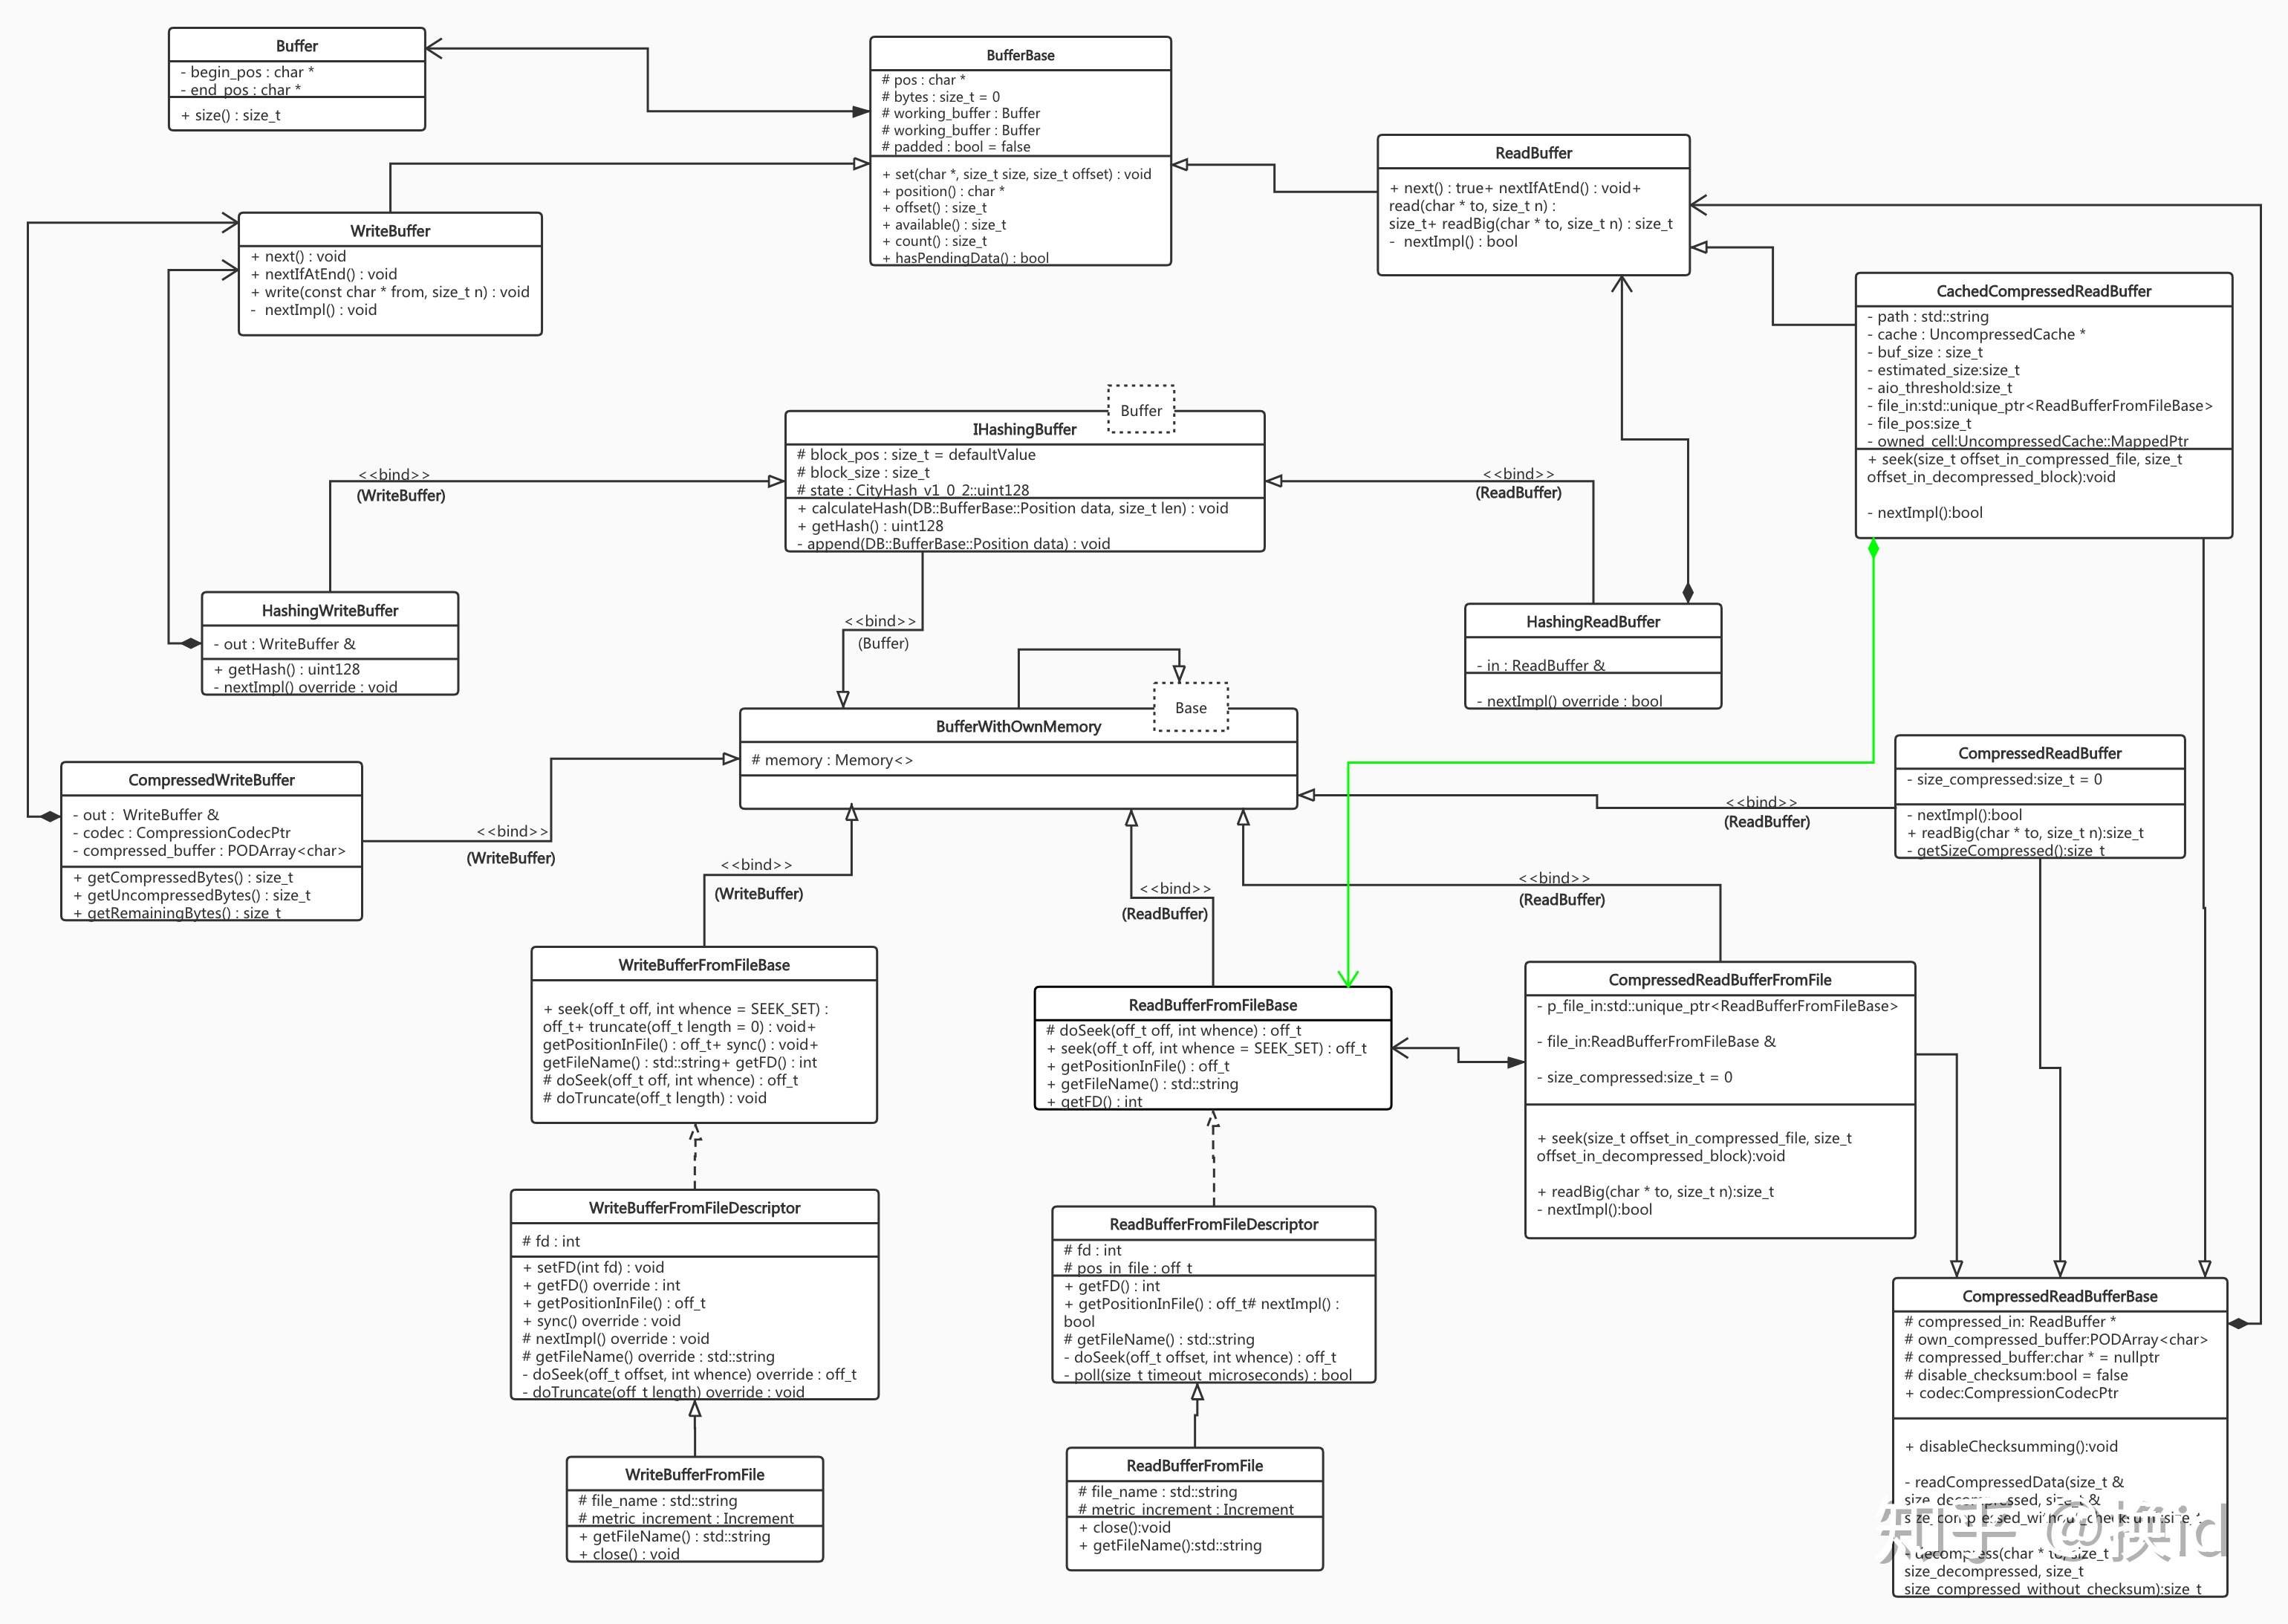 Buffer
- begin_pos : char *
- end_pos : char *
+ size() : size_t
BufferBase
# pos : char *
# bytes : size_t = 0
# working_buffer : Buffer
# working_buffer : Buffer
# padded : bool = false
+ set(char *, size_t size, size_t offset) : void
+ position() : char *
+ offset() : size_t
+ available() : size_t
+ count() : size_t
+ hasPendingData() : bool
ReadBuffer
+ next() : true+ nextIfAtEnd() : void+
read(char * to, size_t n) :
size_t+ readBig(char * to, size_t n) : size_t
- nextImpl() : bool
WriteBuffer
+ next() : void
+ nextIfAtEnd() : void
+ write(const char * from, size_t n) : void
- nextImpl() : void
CachedCompressedReadBuffer
- path : std::string
- cache : UncompressedCache *
- buf_size : size_t
- estimated_size:size_t
- aio_threshold:size_t
- file_in:std::unique_ptr<ReadBufferFromFileBase>
- file_pos:size_t
- owned_cell:UncompressedCache::MappedPtr
+ seek(size_t offset_in_compressed_file, size_t
offset_in_decompressed_block):void
- nextImpl():bool
Buffer
IHashingBuffer
# block_pos : size_t = defaultValue
# block_size : size_t
# state : CityHash_v1_0_2::uint128
+ calculateHash(DB::BufferBase::Position data, size_t len) : void
+ getHash() : uint128
- append(DB::BufferBase::Position data) : void
<<bind>>
(WriteBuffer)
<<bind>>
(ReadBuffer)
HashingWriteBuffer
- out : WriteBuffer &
+ getHash() : uint128
- nextImpl() override : void
<<bind>>
(Buffer)
HashingReadBuffer
- in : ReadBuffer &
- nextImpl() override : bool
Base
BufferWithOwnMemory
# memory : Memory<>
CompressedWriteBuffer
- out :  WriteBuffer &
- codec : CompressionCodecPtr
- compressed_buffer : PODArray<char>
+ getCompressedBytes() : size_t
+ getUncompressedBytes() : size_t
+ getRemainingBytes() : size_t
<<bind>>
(WriteBuffer)
CompressedReadBuffer
- size_compressed:size_t = 0
- nextImpl():bool
+ readBig(char * to, size_t n):size_t
- getSizeCompressed():size_t
<<bind>>
(ReadBuffer)
<<bind>>
(WriteBuffer)
<<bind>>
(ReadBuffer)
<<bind>>
(ReadBuffer)
WriteBufferFromFileBase
+ seek(off_t off, int whence = SEEK_SET) :
off_t+ truncate(off_t length = 0) : void+
getPositionInFile() : off_t+ sync() : void+
getFileName() : std::string+ getFD() : int
# doSeek(off_t off, int whence) : off_t
# doTruncate(off_t length) : void
ReadBufferFromFileBase
# doSeek(off_t off, int whence) : off_t
+ seek(off_t off, int whence = SEEK_SET) : off_t
+ getPositionInFile() : off_t
+ getFileName() : std::string
+ getFD() : int
CompressedReadBufferFromFile
- p_file_in:std::unique_ptr<ReadBufferFromFileBase>
- file_in:ReadBufferFromFileBase &
- size_compressed:size_t = 0
+ seek(size_t offset_in_compressed_file, size_t
offset_in_decompressed_block):void
+ readBig(char * to, size_t n):size_t
- nextImpl():bool
WriteBufferFromFileDescriptor
# fd : int
+ setFD(int fd) : void
+ getFD() override : int
+ getPositionInFile() : off_t
+ sync() override : void
# nextImpl() override : void
# getFileName() override : std::string
- doSeek(off_t offset, int whence) override : off_t
- doTruncate(off_t length) override : void
ReadBufferFromFileDescriptor
# fd : int
# pos_in_file : off_t
+ getFD() : int
+ getPositionInFile() : off_t# nextImpl() :
bool
# getFileName() : std::string
- doSeek(off_t offset, int whence) : off_t
- poll(size_t timeout_microseconds) : bool
CompressedReadBufferBase
# compressed_in: ReadBuffer *
# own_compressed_buffer:PODArray<char>
# compressed_buffer:char * = nullptr
# disable_checksum:bool = false
+ codec:CompressionCodecPtr
+ disableChecksumming():void
- readCompressedData(size_t &
size_decompressed, size_t &
size_compressed_without_checksum):size_t
- decompress(char * to, size_t
size_decompressed, size_t
size_compressed_without_checksum):size_t
WriteBufferFromFile
# file_name : std::string
# metric_increment : Increment
+ getFileName() : std::string
+ close() : void
ReadBufferFromFile
# file_name : std::string
# metric_increment : Increment
+ close():void
+ getFileName():std::string
知乎 @换id